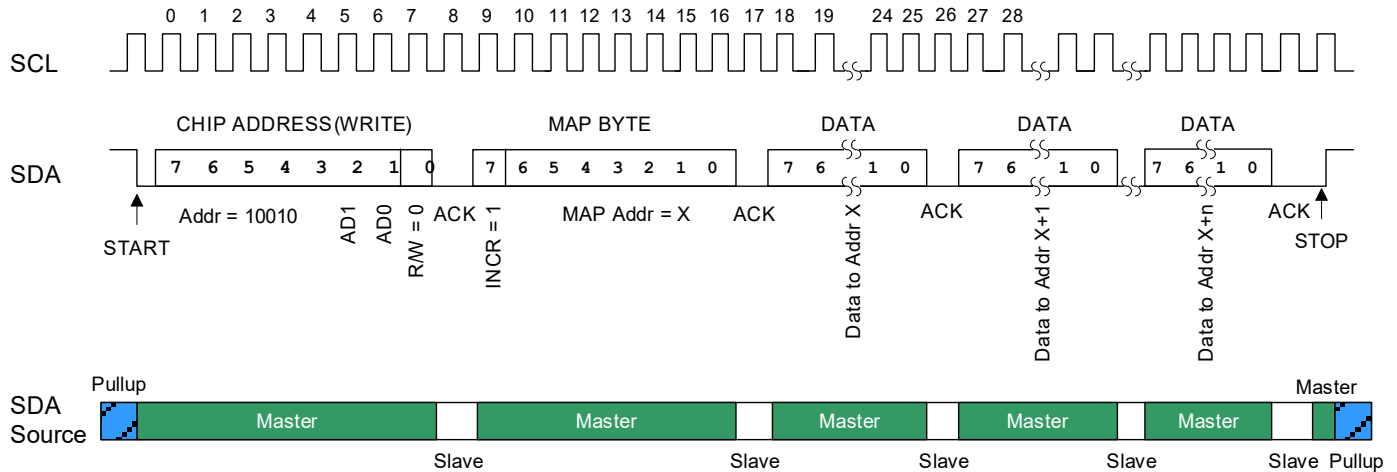 0 1 2 3 4 5 6 7 8 9 10 11 12 13 14 15 16 17 18 19 24 25 26 27 28
SCL
CHIP ADDRESS (WRITE) MAP BYTE DATA DATA DATA
SDA
7 6 5 4 3 2 1 0 7 6 5 4 3 2 1 0 7 6 1 0 7 6 1 0 7 6 1 0
START
Addr = 10010
AD1
AD0
R/W = 0
ACK
INCR = 1
MAP Addr = X
ACK
Data to Addr X
ACK
Data to Addr X+1
Data to Addr X+n
ACK
STOP
Pullup Master
SDA
Source
Master Master Master Master Master
Slave Slave Slave Slave Slave Pullup